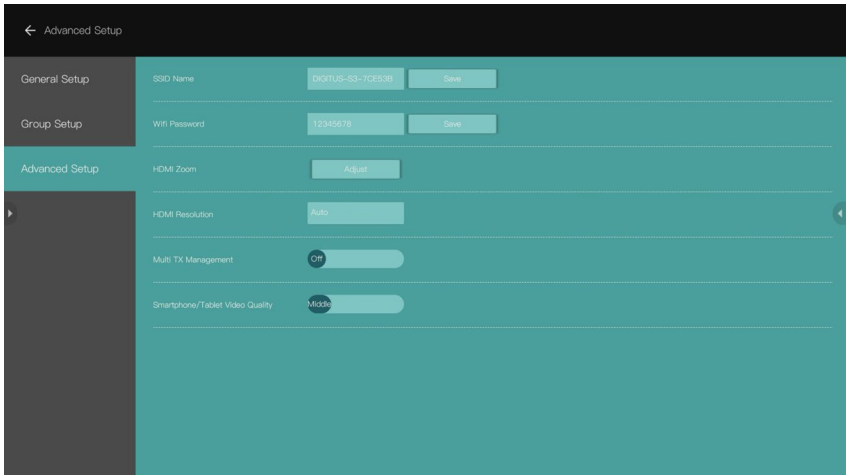 Advanced Setup
General Setup
Group Setup
Advanced Setup
SSID Name DIGITUS-S3-7CE53B Save
Wifi Password 12345678 Save
HDMI Zoom Adjust
HDMI Resolution Auto
Multi TX Management Off
Smartphone/Tablet Video Quality Middle